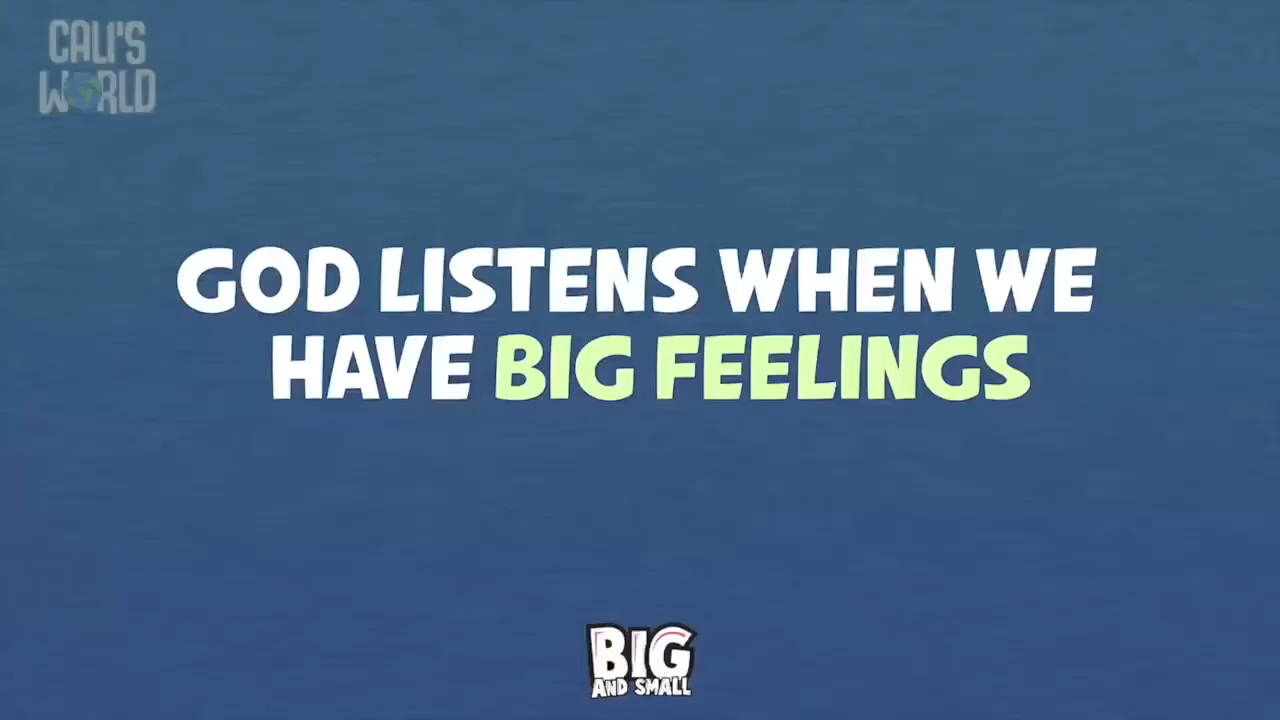 CALI'S
WORLD
GOD LISTENS WHEN WE
HAVE BIG FEELINGS
BIG
AND SMALL